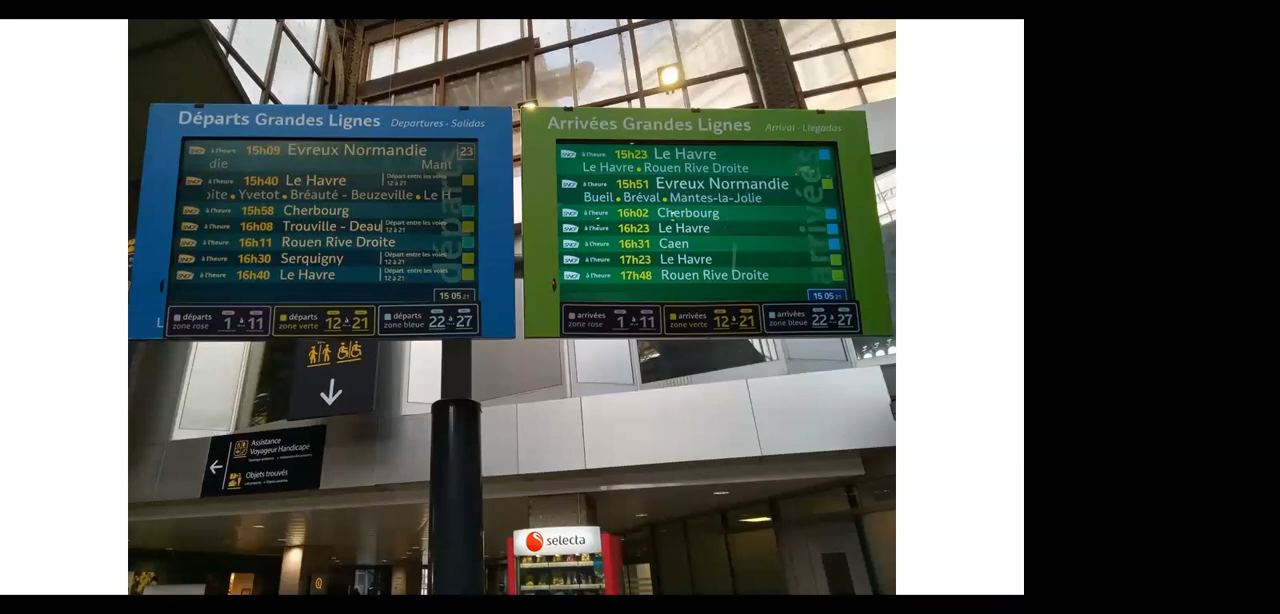 Départs Grandes Lignes Departures - Salidas
à l'heure 15h09 Evreux Normandie 23
die Mant
à l'heure 15h40 Le Havre Départ entre les voies 12 à 21
ite • Yvetot • Bréauté - Beuzeville • Le H
à l'heure 15h58 Cherbourg
à l'heure 16h08 Trouville - Deau Départ entre les voies 12 à 21
à l'heure 16h11 Rouen Rive Droite
à l'heure 16h30 Serquigny Départ entre les voies 12 à 21
à l'heure 16h40 Le Havre Départ entre les voies 12 à 21
départs
15 05 21
départs zone rose 1 à 11
départs zone verte 12 à 21
départs zone bleue 22 à 27
Arrivées Grandes Lignes Arrival - Llegadas
à l'heure 15h23 Le Havre
Le Havre • Rouen Rive Droite
à l'heure 15h51 Evreux Normandie
Bueil • Bréval • Mantes-la-Jolie
à l'heure 16h02 Cherbourg
à l'heure 16h23 Le Havre
à l'heure 16h31 Caen
à l'heure 17h23 Le Havre
à l'heure 17h48 Rouen Rive Droite
arrivées
15 05 21
arrivées zone rose 1 à 11
arrivées zone verte 12 à 21
arrivées zone bleue 22 à 27
Assistance
Voyageur Handicapé
Objets trouvés
selecta